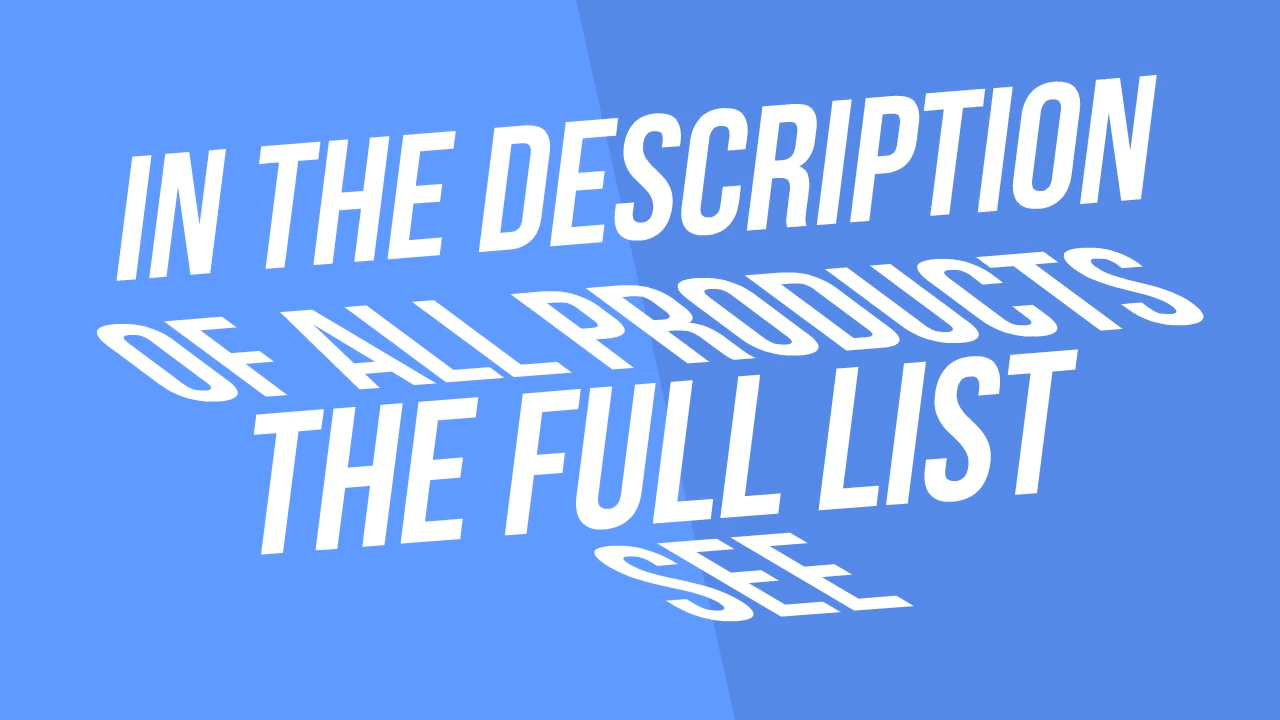 IN THE DESCRIPTION
OF ALL PRODUCTS
THE FULL LIST
SEE